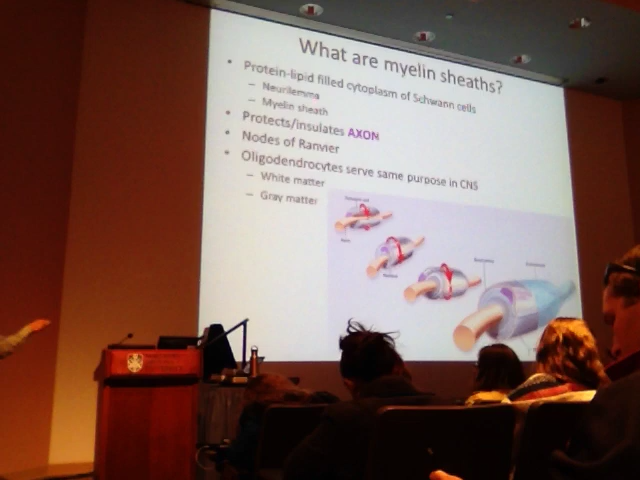 What are myelin sheaths?
• Protein-lipid filled cytoplasm of Schwann cells
– Neurilemma
– Myelin sheath
• Protects/insulates AXON
• Nodes of Ranvier
• Oligodendrocytes serve same purpose in CNS
– White matter
– Gray matter